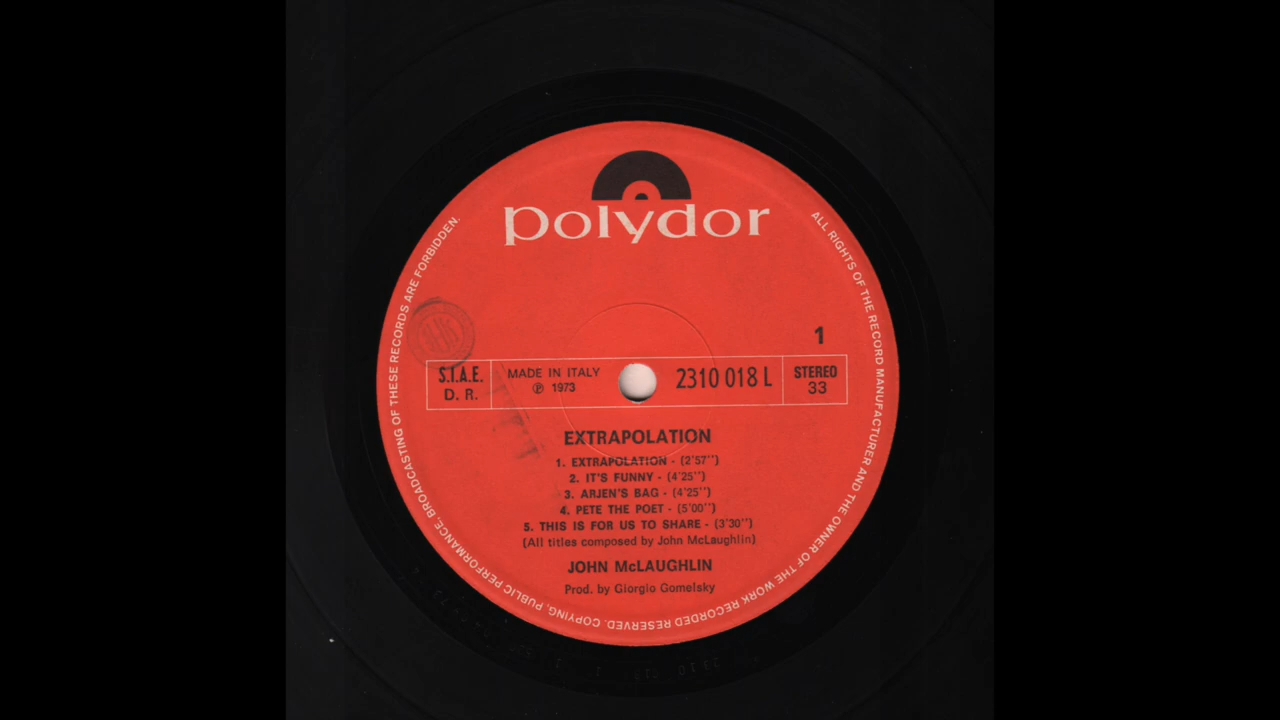 polydor
1
S.I.A.E.
D. R.
MADE IN ITALY
℗ 1973
2310 018 L
STEREO
33
EXTRAPOLATION
1. EXTRAPOLATION - (2'57'')
2. IT'S FUNNY - (4'25'')
3. ARJEN'S BAG - (4'25'')
4. PETE THE POET - (5'00'')
5. THIS IS FOR US TO SHARE - (3'30'')
(All titles composed by John McLaughlin)
JOHN McLAUGHLIN
Prod. by Giorgio Gomelsky
ALL RIGHTS OF THE RECORD MANUFACTURER AND THE OWNER OF THE WORK RECORDED RESERVED. COPYING, PUBLIC PERFORMANCE, BROADCASTING OF THESE RECORDS ARE FORBIDDEN.